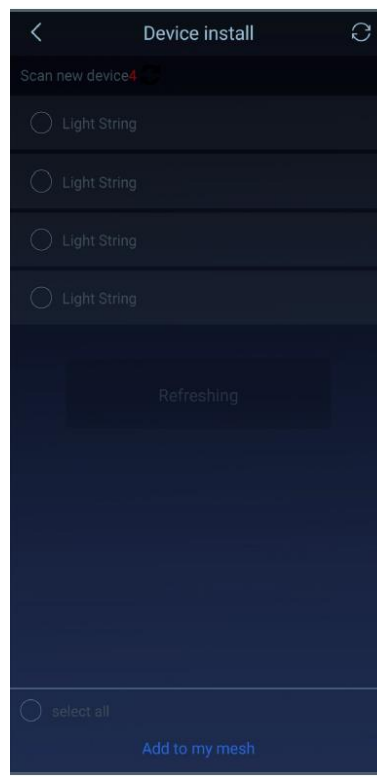 Device install
Scan new device4
Light String
Light String
Light String
Light String
Refreshing
select all
Add to my mesh